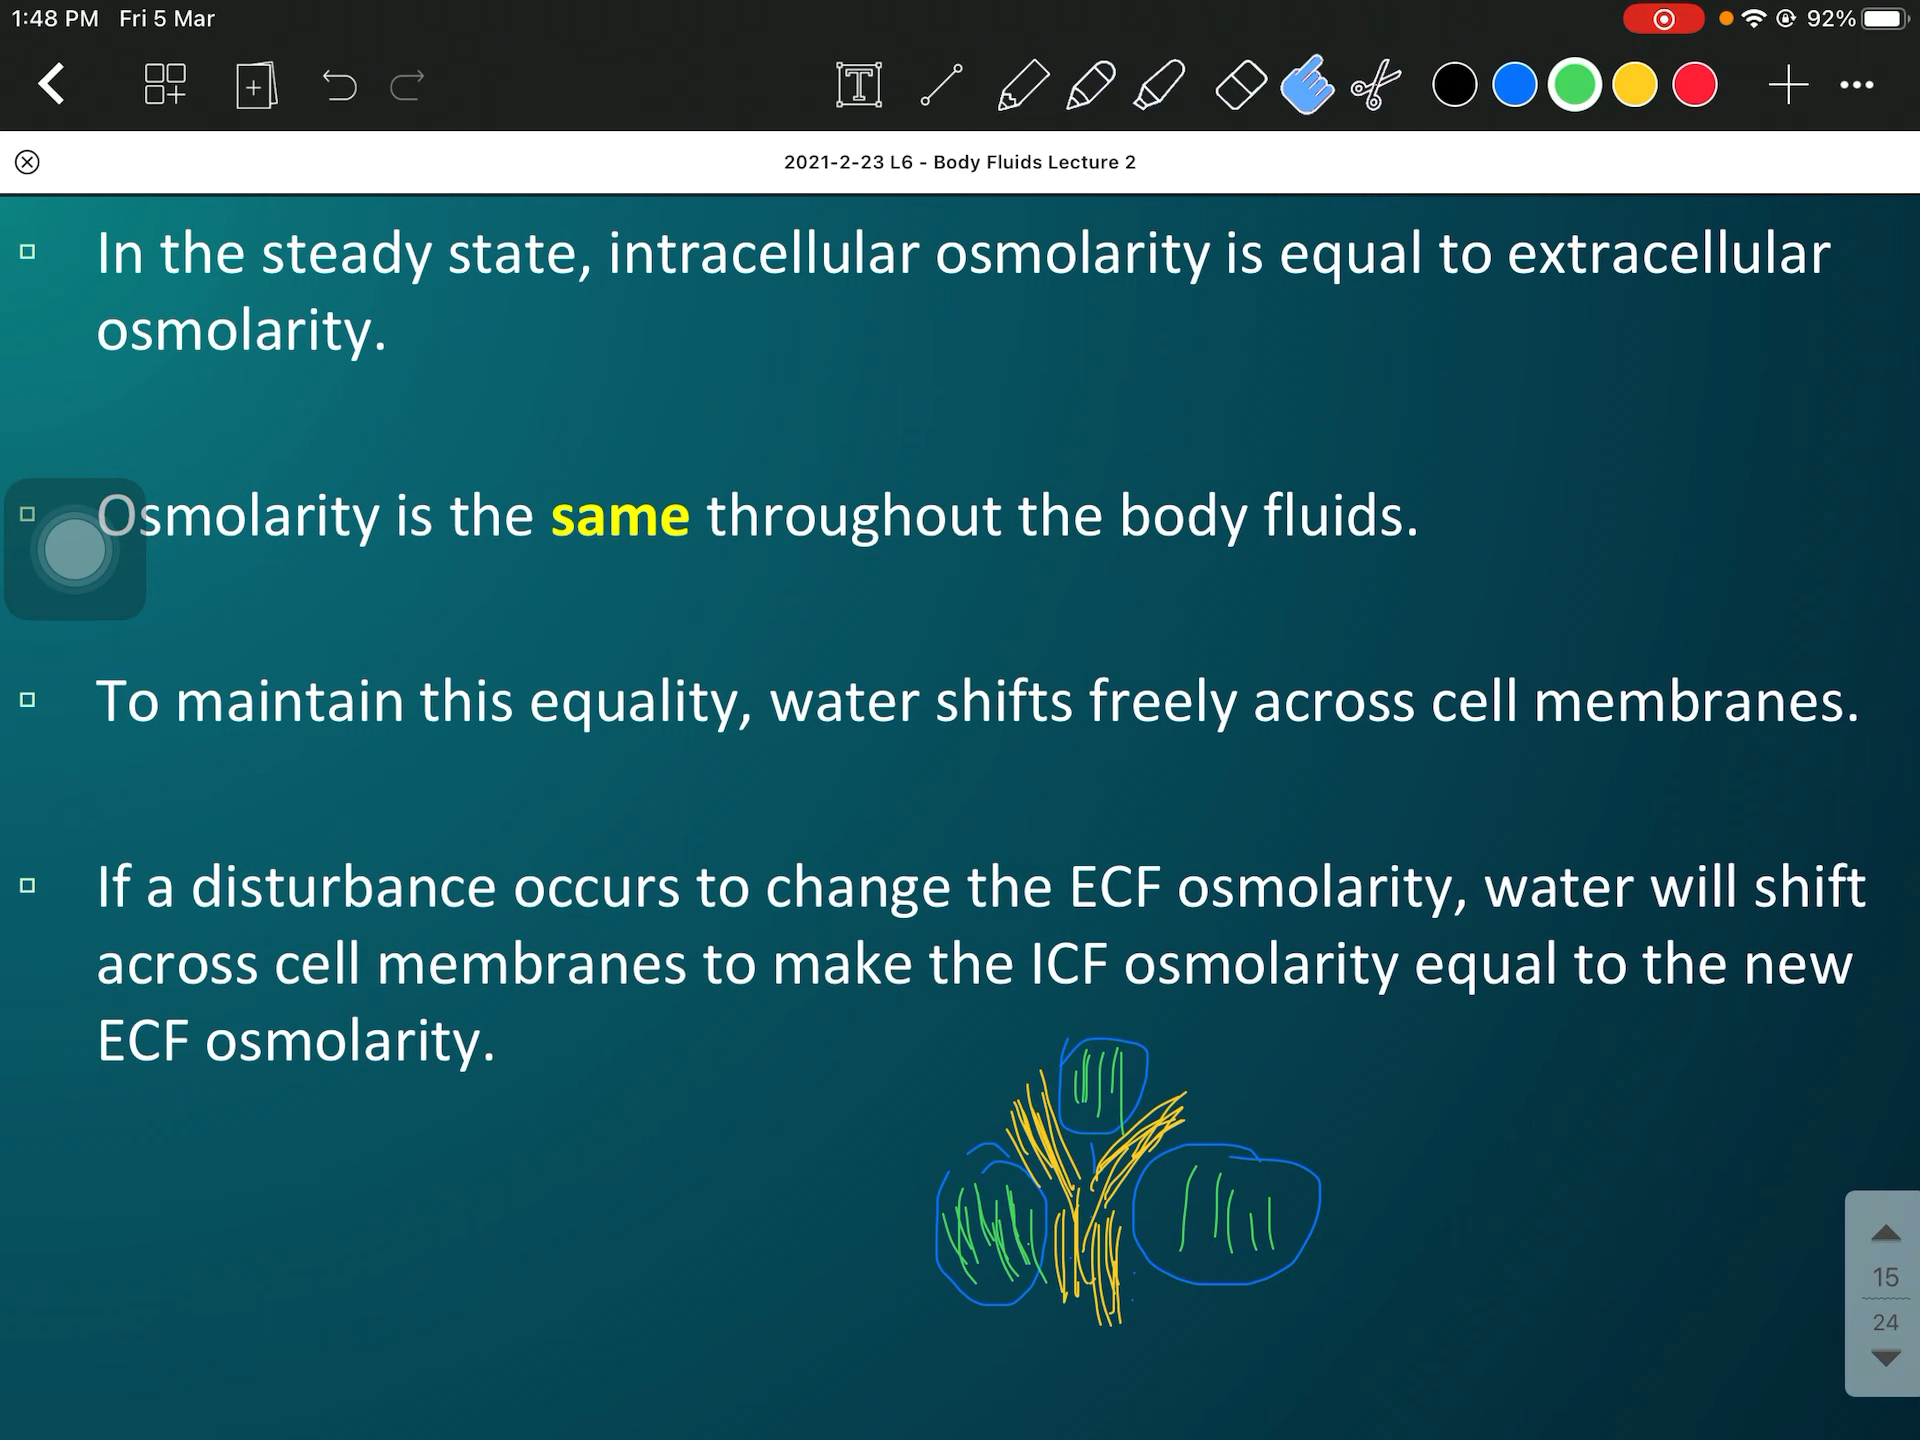 1:48 PM Fri 5 Mar
92%
T
2021-2-23 L6 - Body Fluids Lecture 2
In the steady state, intracellular osmolarity is equal to extracellular
osmolarity.
Osmolarity is the same throughout the body fluids.
To maintain this equality, water shifts freely across cell membranes.
If a disturbance occurs to change the ECF osmolarity, water will shift
across cell membranes to make the ICF osmolarity equal to the new
ECF osmolarity.
15
24